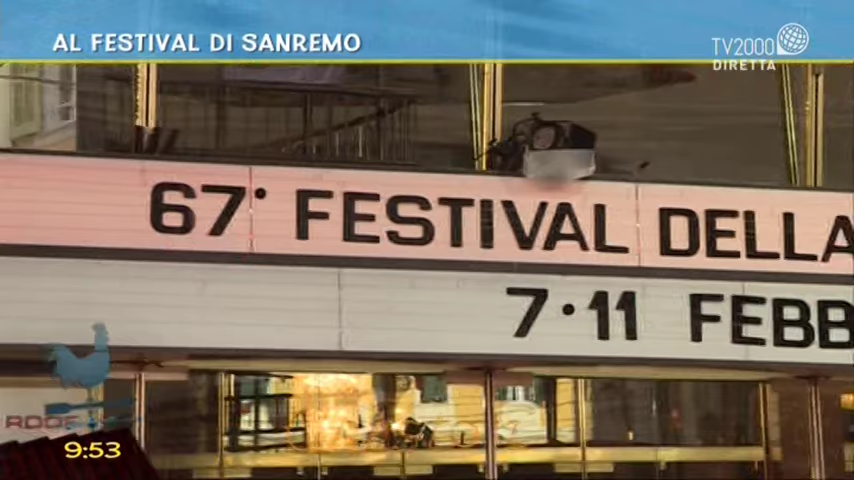 AL FESTIVAL DI SANREMO
TV2000
DIRETTA
67° FESTIVAL DELLA
7·11 FEBB
9:53